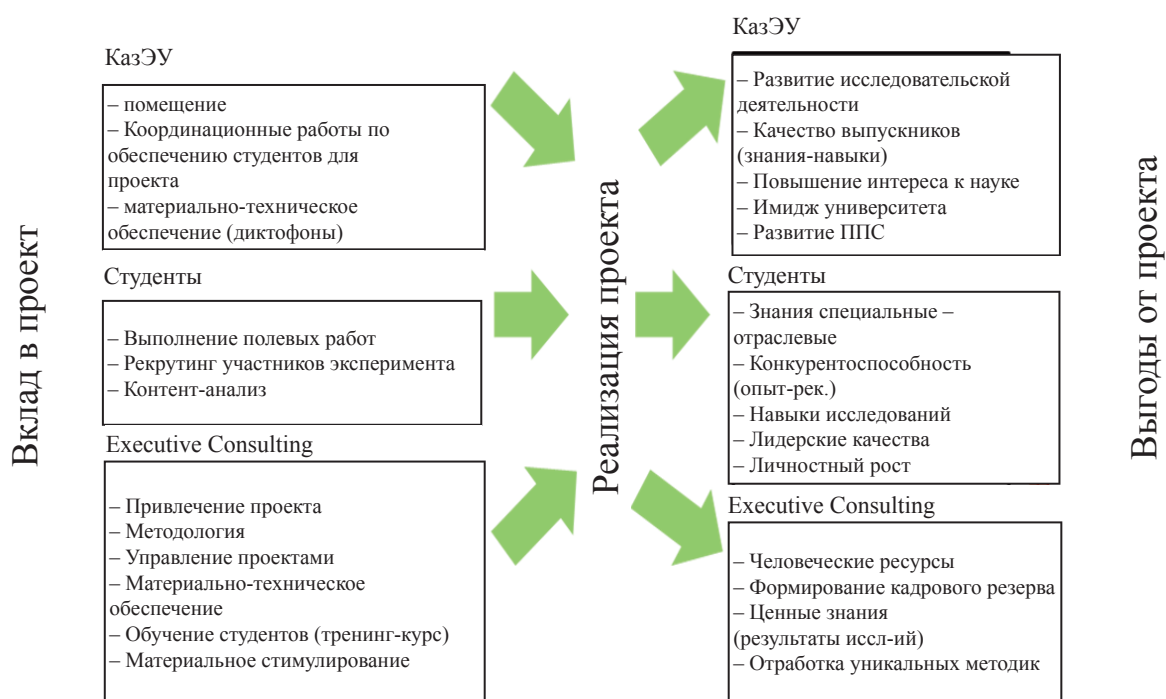 Вклад в проект
КазЭУ
– помещение
– Координационные работы по
обеспечению студентов для
проекта
– материально-техническое
обеспечение (диктофоны)
Студенты
– Выполнение полевых работ
– Рекрутинг участников эксперимента
– Контент-анализ
Executive Consulting
– Привлечение проекта
– Методология
– Управление проектами
– Материально-техническое
обеспечение
– Обучение студентов (тренинг-курс)
– Материальное стимулирование
Реализация проекта
КазЭУ
– Развитие исследовательской
деятельности
– Качество выпускников
(знания-навыки)
– Повышение интереса к науке
– Имидж университета
– Развитие ППС
Студенты
– Знания специальные –
отраслевые
– Конкурентоспособность
(опыт-рек.)
– Навыки исследований
– Лидерские качества
– Личностный рост
Executive Consulting
– Человеческие ресурсы
– Формирование кадрового резерва
– Ценные знания
(результаты иссл-ий)
– Отработка уникальных методик
Выгоды от проекта